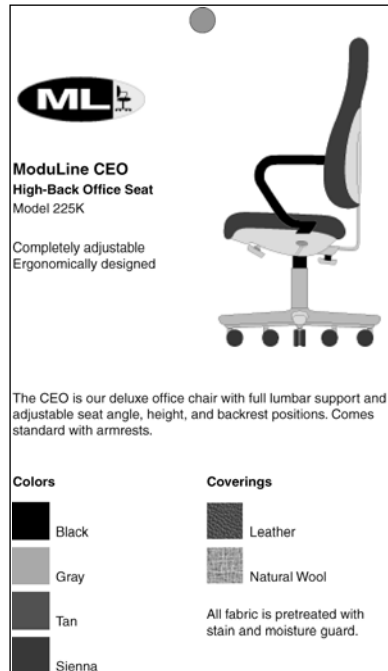 ML
ModuLine CEO
High-Back Office Seat
Model 225K
Completely adjustable
Ergonomically designed
The CEO is our deluxe office chair with full lumbar support and
adjustable seat angle, height, and backrest positions. Comes
standard with armrests.
Colors
Black
Gray
Tan
Sienna
Coverings
Leather
Natural Wool
All fabric is pretreated with
stain and moisture guard.